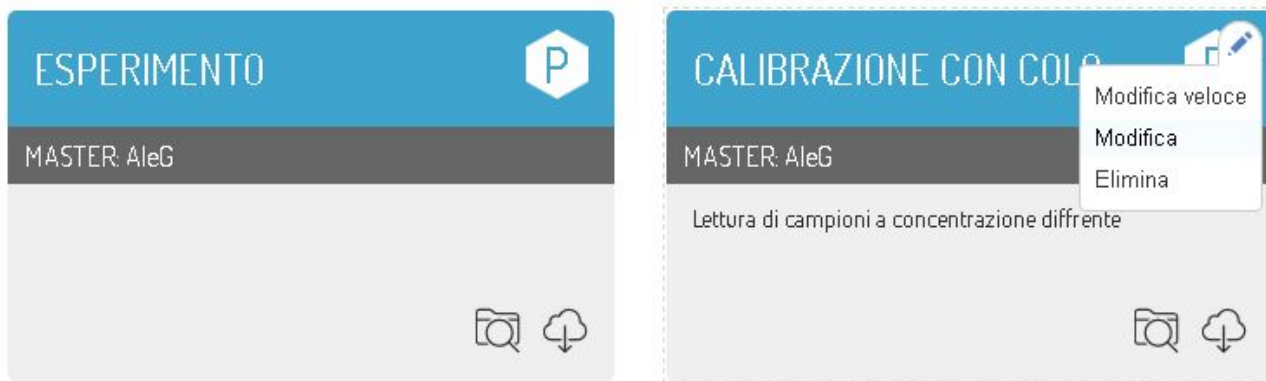 ESPERIMENTO
P
MASTER: AleG
CALIBRAZIONE CON COLO
Modifica veloce
Modifica
Elimina
MASTER: AleG
Lettura di campioni a concentrazione diffrente